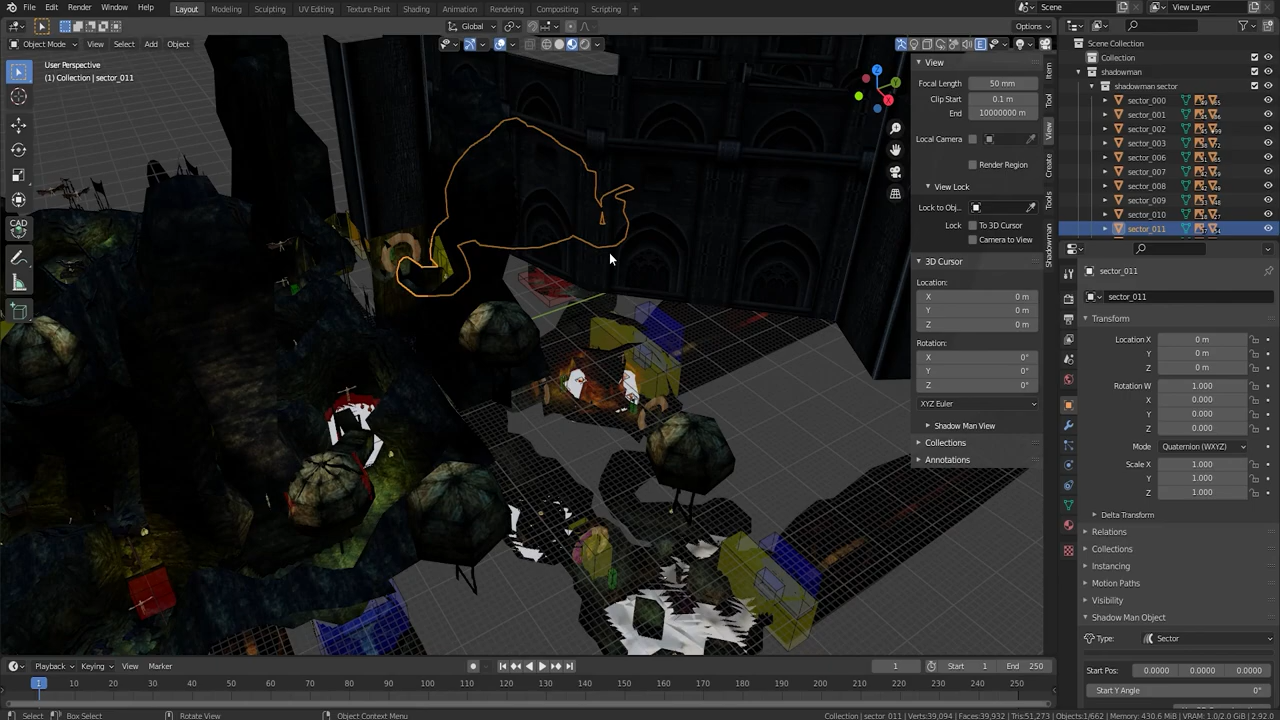 File Edit Render Window Help Layout Modeling Sculpting UV Editing Texture Paint Shading Animation Rendering Compositing Scripting + Scene View Layer
Global Options
Object Mode View Select Add Object
User Perspective
(1) Collection | sector_011
CAD
View
Focal Length 50 mm
Clip Start 0.1 m
End 10000000 m
Local Camera
Render Region
View Lock
Lock to Obj...
Lock To 3D Cursor
Camera to View
3D Cursor
Location:
X 0 m
Y 0 m
Z 0 m
Rotation:
X 0°
Y 0°
Z 0°
XYZ Euler
Shadow Man View
Collections
Annotations
Item
Tool
View
Create
Tools
Shadowman
Scene Collection
Collection
shadowman
shadowman sector
sector_000
sector_001
sector_002
sector_003
sector_006
sector_007
sector_008
sector_009
sector_010
sector_011
sector_011
sector_011
Transform
Location X 0 m
Y 0 m
Z 0 m
Rotation W 1.000
X 0.000
Y 0.000
Z 0.000
Mode Quaternion (WXYZ)
Scale X 1.000
Y 1.000
Z 1.000
Delta Transform
Relations
Collections
Instancing
Motion Paths
Visibility
Shadow Man Object
Type: Sector
Start Pos: 0.0000 0.0000 0.0000
Start Y Angle 0°
Playback Keying View Marker 1 Start 1 End 250
1 10 20 30 40 50 60 70 80 90 100 110 120 130 140 150 160 170 180 190 200 210 220 230 240 250
Select Box Select Rotate View Object Context Menu Collection | sector_011 | Verts:39,094 | Faces:39,932 | Tris:51,273 | Objects:1/662 | Memory: 430.6 MiB | VRAM: 1.0/2.0 GiB | 2.92.0